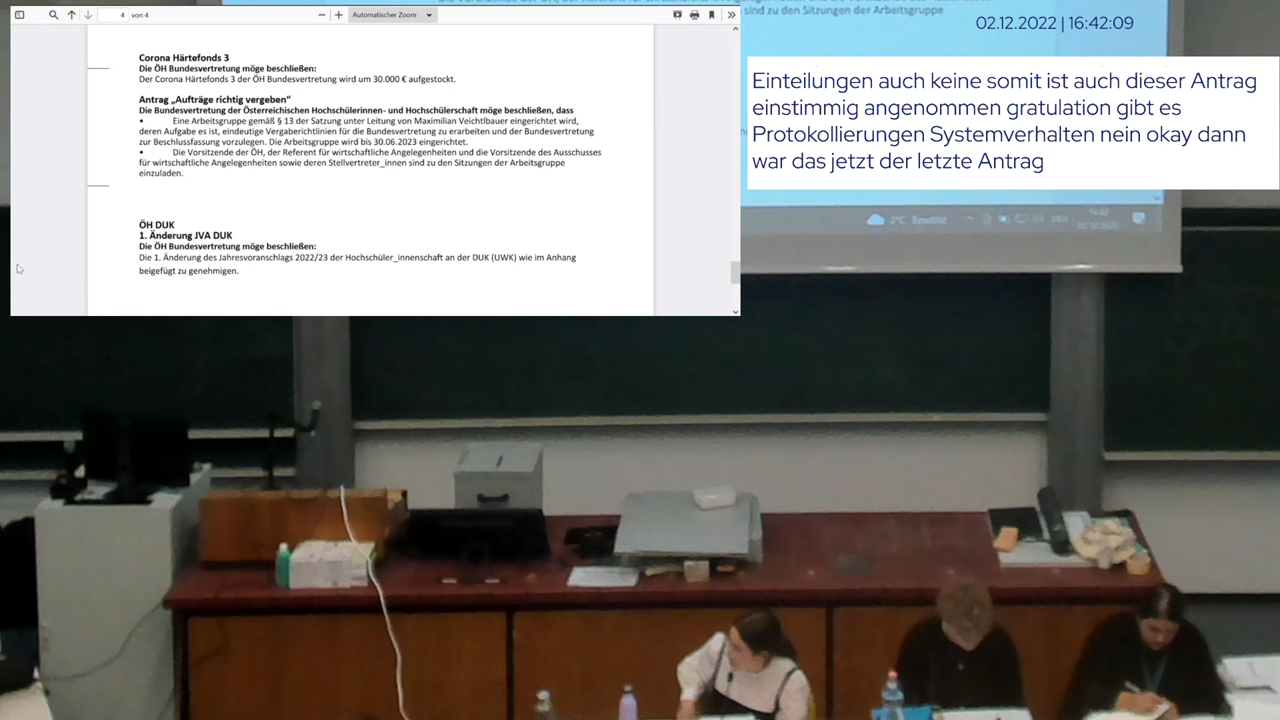 4 von 4
Automatischer Zoom
Corona Härtefonds 3
Die ÖH Bundesvertretung möge beschließen:
Der Corona Härtefonds 3 der ÖH Bundesvertretung wird um 30.000 € aufgestockt.
Antrag „Aufträge richtig vergeben“
Die Bundesvertretung der Österreichischen Hochschülerinnen- und Hochschülerschaft möge beschließen, dass
• Eine Arbeitsgruppe gemäß § 13 der Satzung unter Leitung von Maximilian Veichtlbauer eingerichtet wird,
deren Aufgabe es ist, eindeutige Vergaberichtlinien für die Bundesvertretung zu erarbeiten und der Bundesvertretung
zur Beschlussfassung vorzulegen. Die Arbeitsgruppe wird bis 30.06.2023 eingerichtet.
• Die Vorsitzende der ÖH, der Referent für wirtschaftliche Angelegenheiten und die Vorsitzende des Ausschusses
für wirtschaftliche Angelegenheiten sowie deren Stellvertreter_innen sind zu den Sitzungen der Arbeitsgruppe
einzuladen.
ÖH DUK
1. Änderung JVA DUK
Die ÖH Bundesvertretung möge beschließen:
Die 1. Änderung des Jahresvoranschlags 2022/23 der Hochschüler_innenschaft an der DUK (UWK) wie im Anhang
beigefügt zu genehmigen.
sind zu den Sitzungen der Arbeitsgruppe
02.12.2022 | 16:42:09
Einteilungen auch keine somit ist auch dieser Antrag
einstimmig angenommen gratulation gibt es
Protokollierungen Systemverhalten nein okay dann
war das jetzt der letzte Antrag
2°C